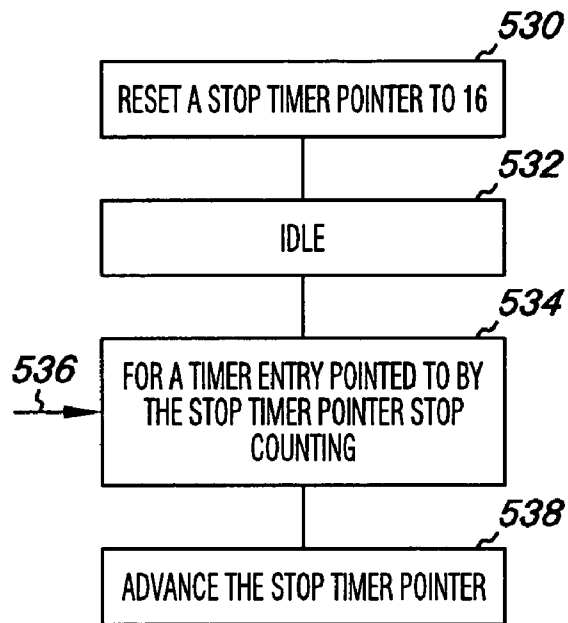 530
RESET A STOP TIMER POINTER TO 16
532
IDLE
534
536
FOR A TIMER ENTRY POINTED TO BY
THE STOP TIMER POINTER STOP
COUNTING
538
ADVANCE THE STOP TIMER POINTER